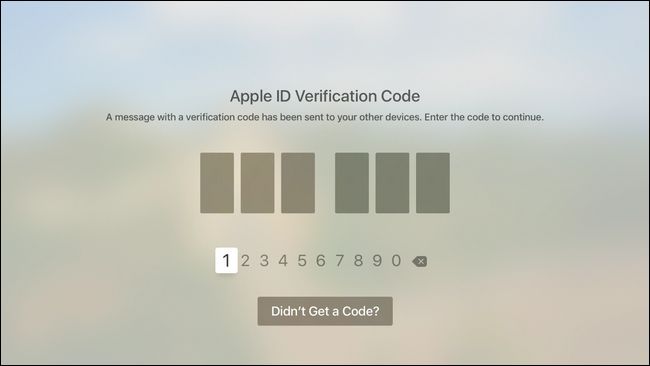 Apple ID Verification Code
A message with a verification code has been sent to your other devices. Enter the code to continue.
1 2 3 4 5 6 7 8 9 0
Didn't Get a Code?